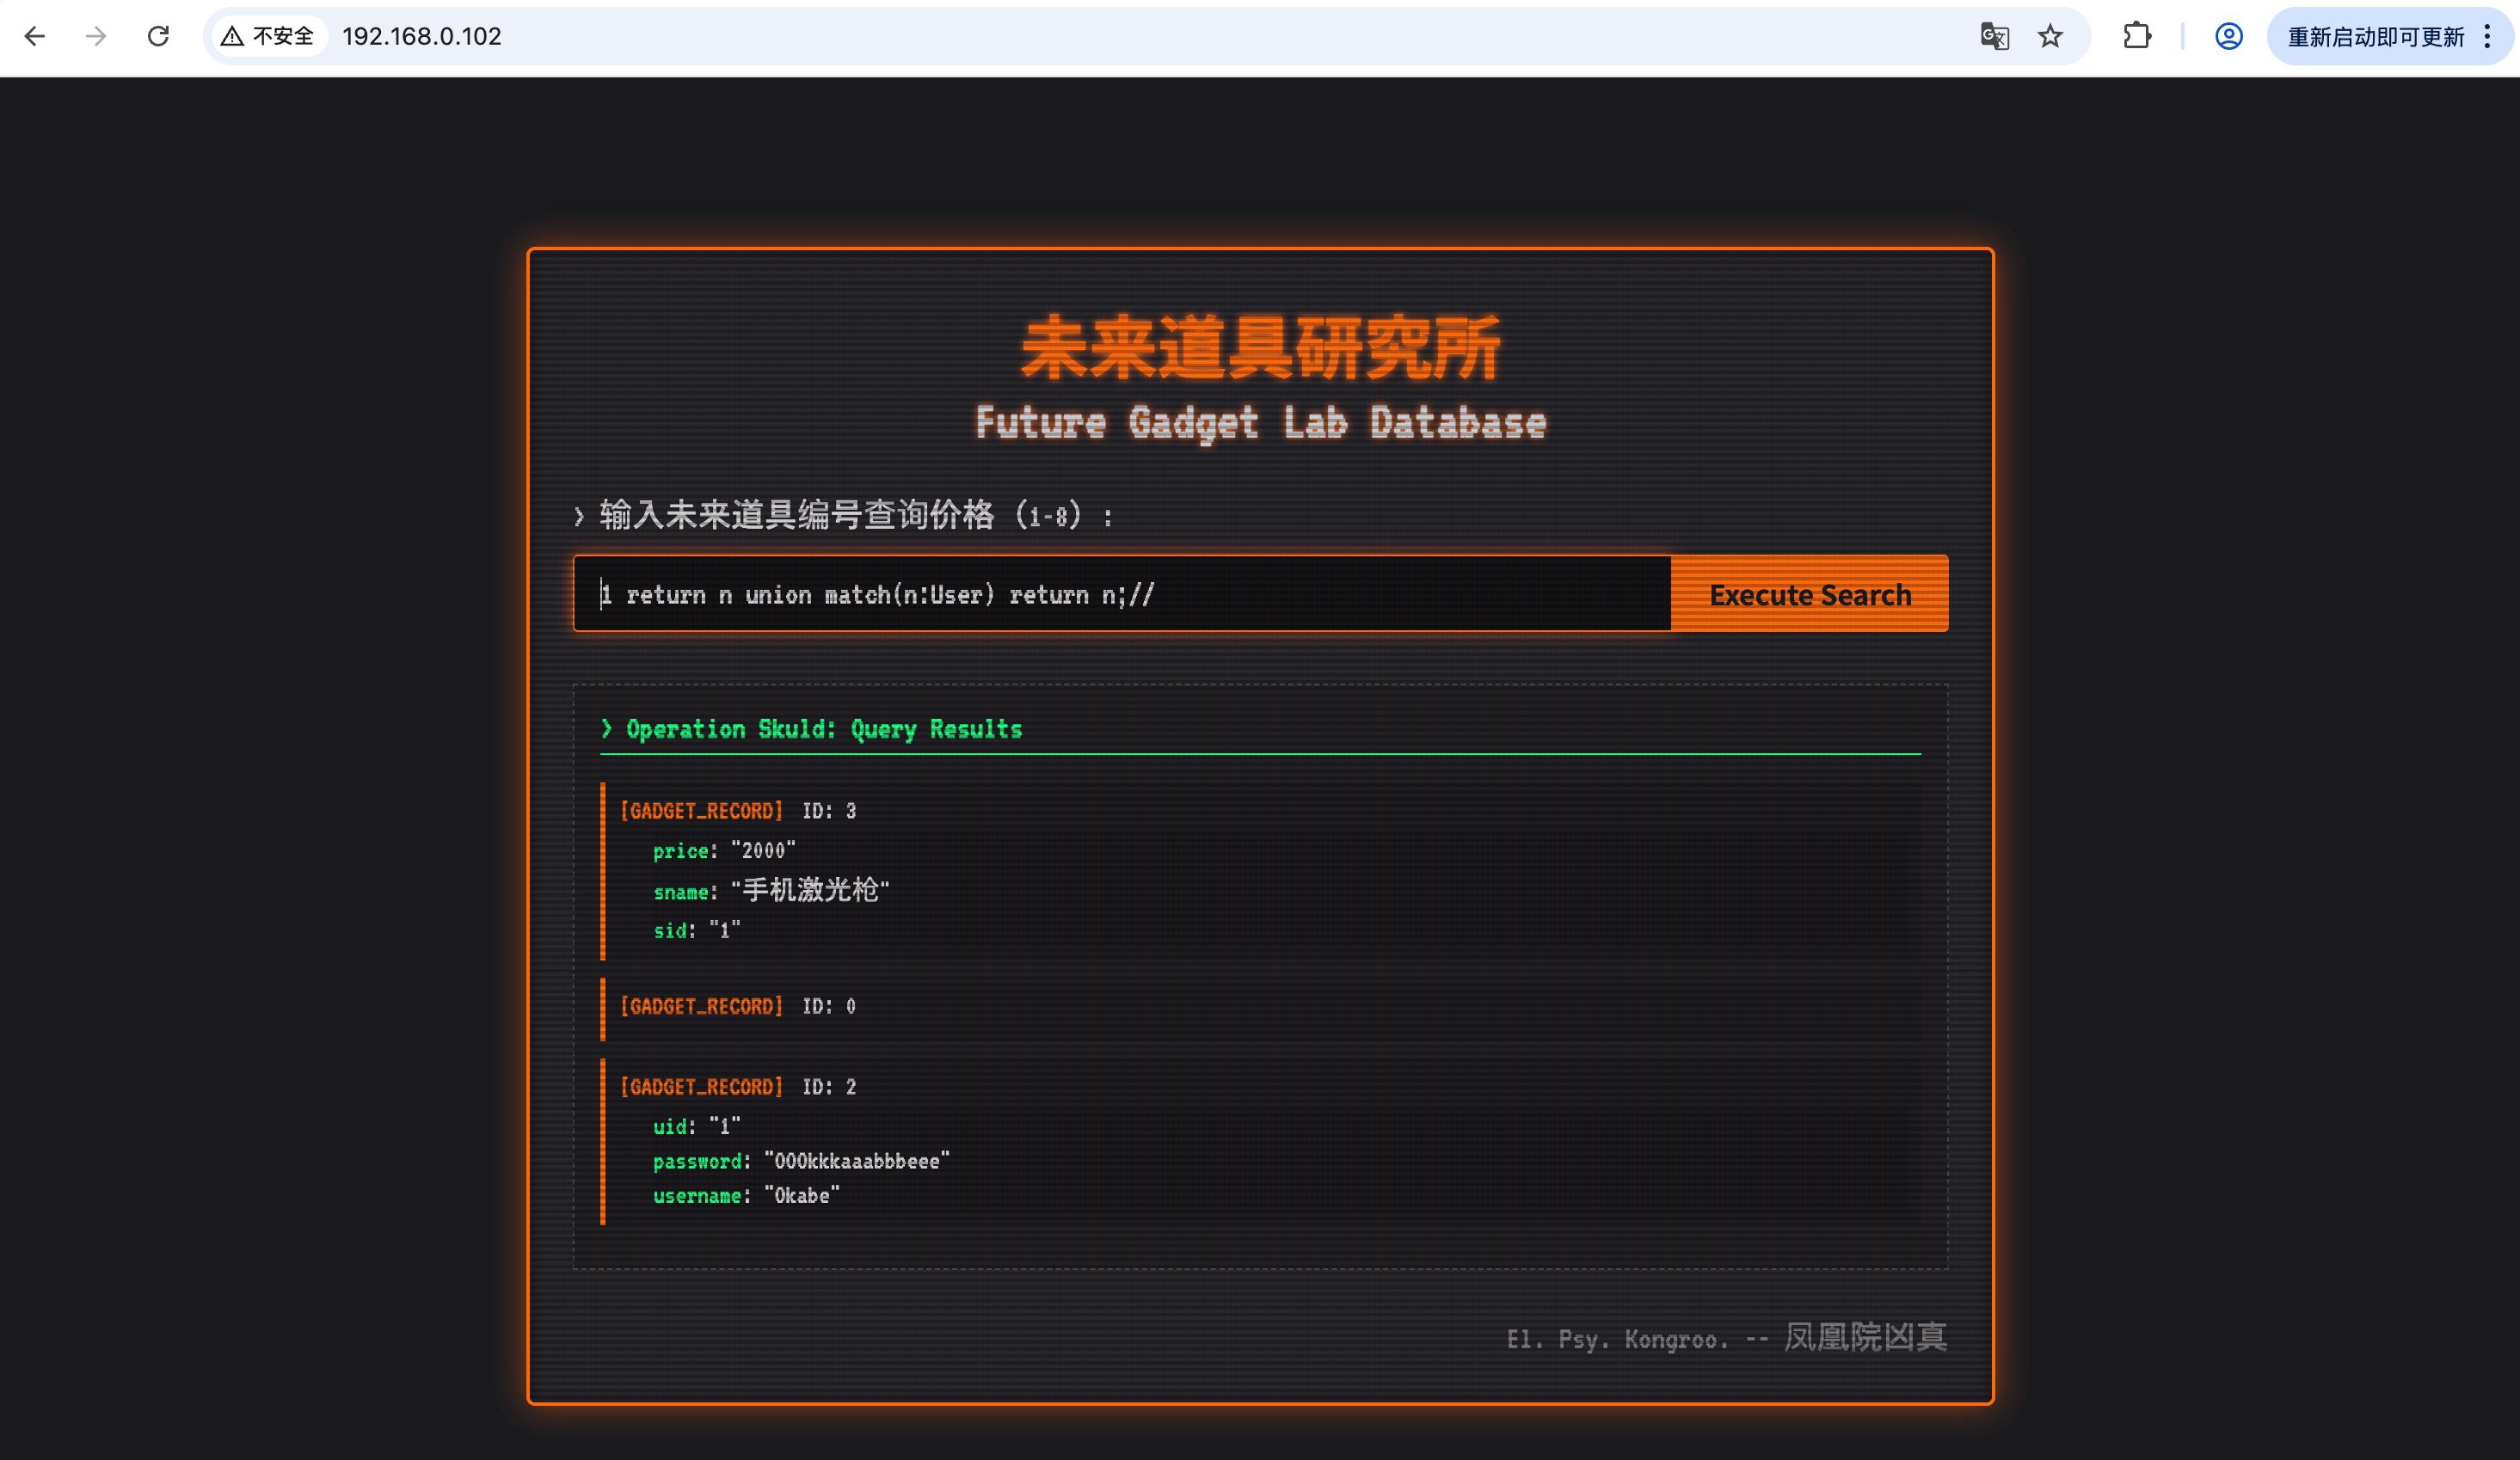 不安全 192.168.0.102 重新启动即可更新
未来道具研究所
Future Gadget Lab Database
› 输入未来道具编号查询价格（1-8）：
1 return n union match(n:User) return n;// Execute Search
› Operation Skuld: Query Results
[GADGET_RECORD] ID: 3
price: "2000"
sname: "手机激光枪"
sid: "1"
[GADGET_RECORD] ID: 0
[GADGET_RECORD] ID: 2
uid: "1"
password: "OOOkkkaaabbbeee"
username: "Okabe"
El. Psy. Kongroo. -- 凤凰院凶真